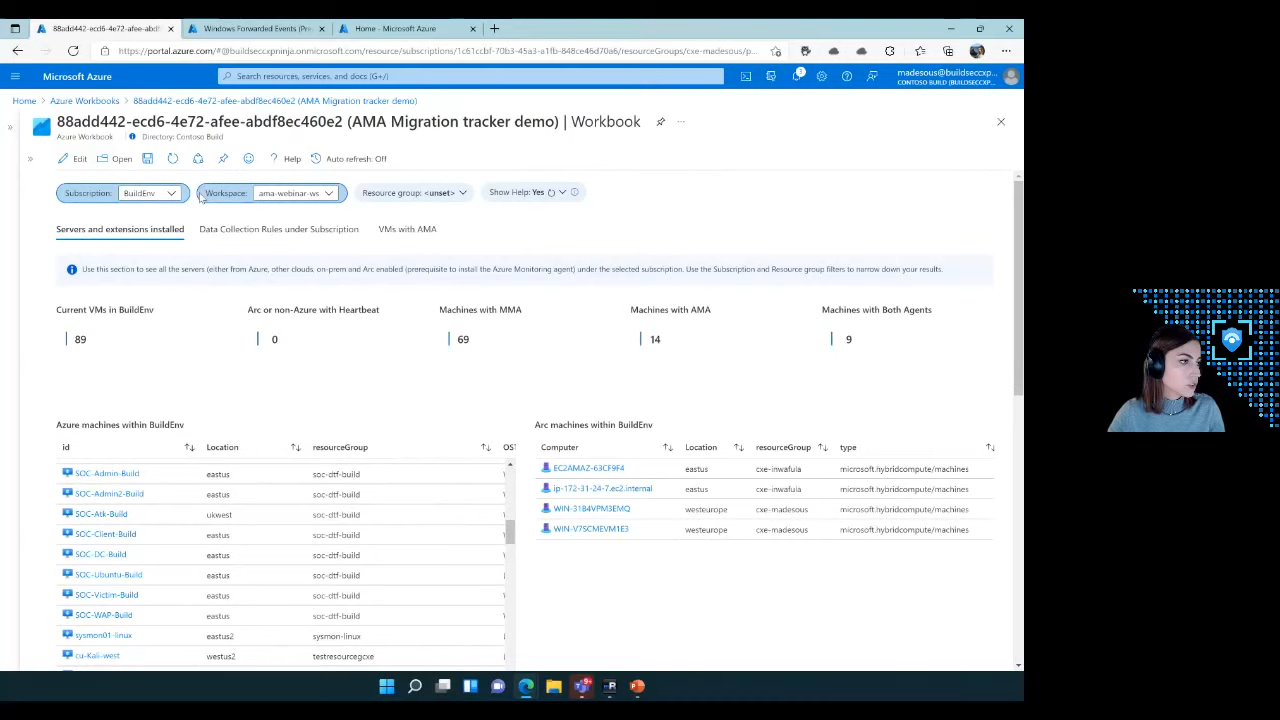 88add442-ecd6-4e72-afee-abdf
Windows Forwarded Events (Pre
Home - Microsoft Azure
https://portal.azure.com/#@buildseccxpninja.onmicrosoft.com/resource/subscriptions/1c61ccbf-70b3-45a3-a1fb-848ce46d70a6/resourceGroups/cxe-madesous/p...
Microsoft Azure
Search resources, services, and docs (G+/)
3
madesous@buildseccxp...
CONTOSO BUILD (BUILDSECCXPNINJ...
Home > Azure Workbooks > 88add442-ecd6-4e72-afee-abdf8ec460e2 (AMA Migration tracker demo) >
88add442-ecd6-4e72-afee-abdf8ec460e2 (AMA Migration tracker demo) | Workbook
Azure Workbook
Directory: Contoso Build
Edit
Open
Help
Auto refresh: Off
Subscription: BuildEnv
Workspace: ama-webinar-ws
Resource group: <unset>
Show Help: Yes
Servers and extensions installed
Data Collection Rules under Subscription
VMs with AMA
Use this section to see all the servers (either from Azure, other clouds, on-prem and Arc enabled (prerequisite to install the Azure Monitoring agent) under the selected subscription. Use the Subscription and Resource group filters to narrow down your results.
Current VMs in BuildEnv
Arc or non-Azure with Heartbeat
Machines with MMA
Machines with AMA
Machines with Both Agents
89
0
69
14
9
Azure machines within BuildEnv
id Location resourceGroup OS
SOC-Admin-Build eastus soc-dtf-build
SOC-Admin2-Build eastus soc-dtf-build
SOC-Atk-Build ukwest soc-dtf-build
SOC-Client-Build eastus soc-dtf-build
SOC-DC-Build eastus soc-dtf-build
SOC-Ubuntu-Build eastus soc-dtf-build
SOC-Victim-Build eastus soc-dtf-build
SOC-WAP-Build eastus soc-dtf-build
sysmon01-linux eastus2 sysmon-linux
cu-Kali-west westus2 testresourcegcxe
Arc machines within BuildEnv
Computer Location resourceGroup type
EC2AMAZ-63CF9F4 eastus cxe-inwafula microsoft.hybridcompute/machines
ip-172-31-24-7.ec2.internal eastus cxe-inwafula microsoft.hybridcompute/machines
WIN-31B4VPM3EMQ westeurope cxe-madesous microsoft.hybridcompute/machines
WIN-V7SCMEVM1E3 westeurope cxe-madesous microsoft.hybridcompute/machines